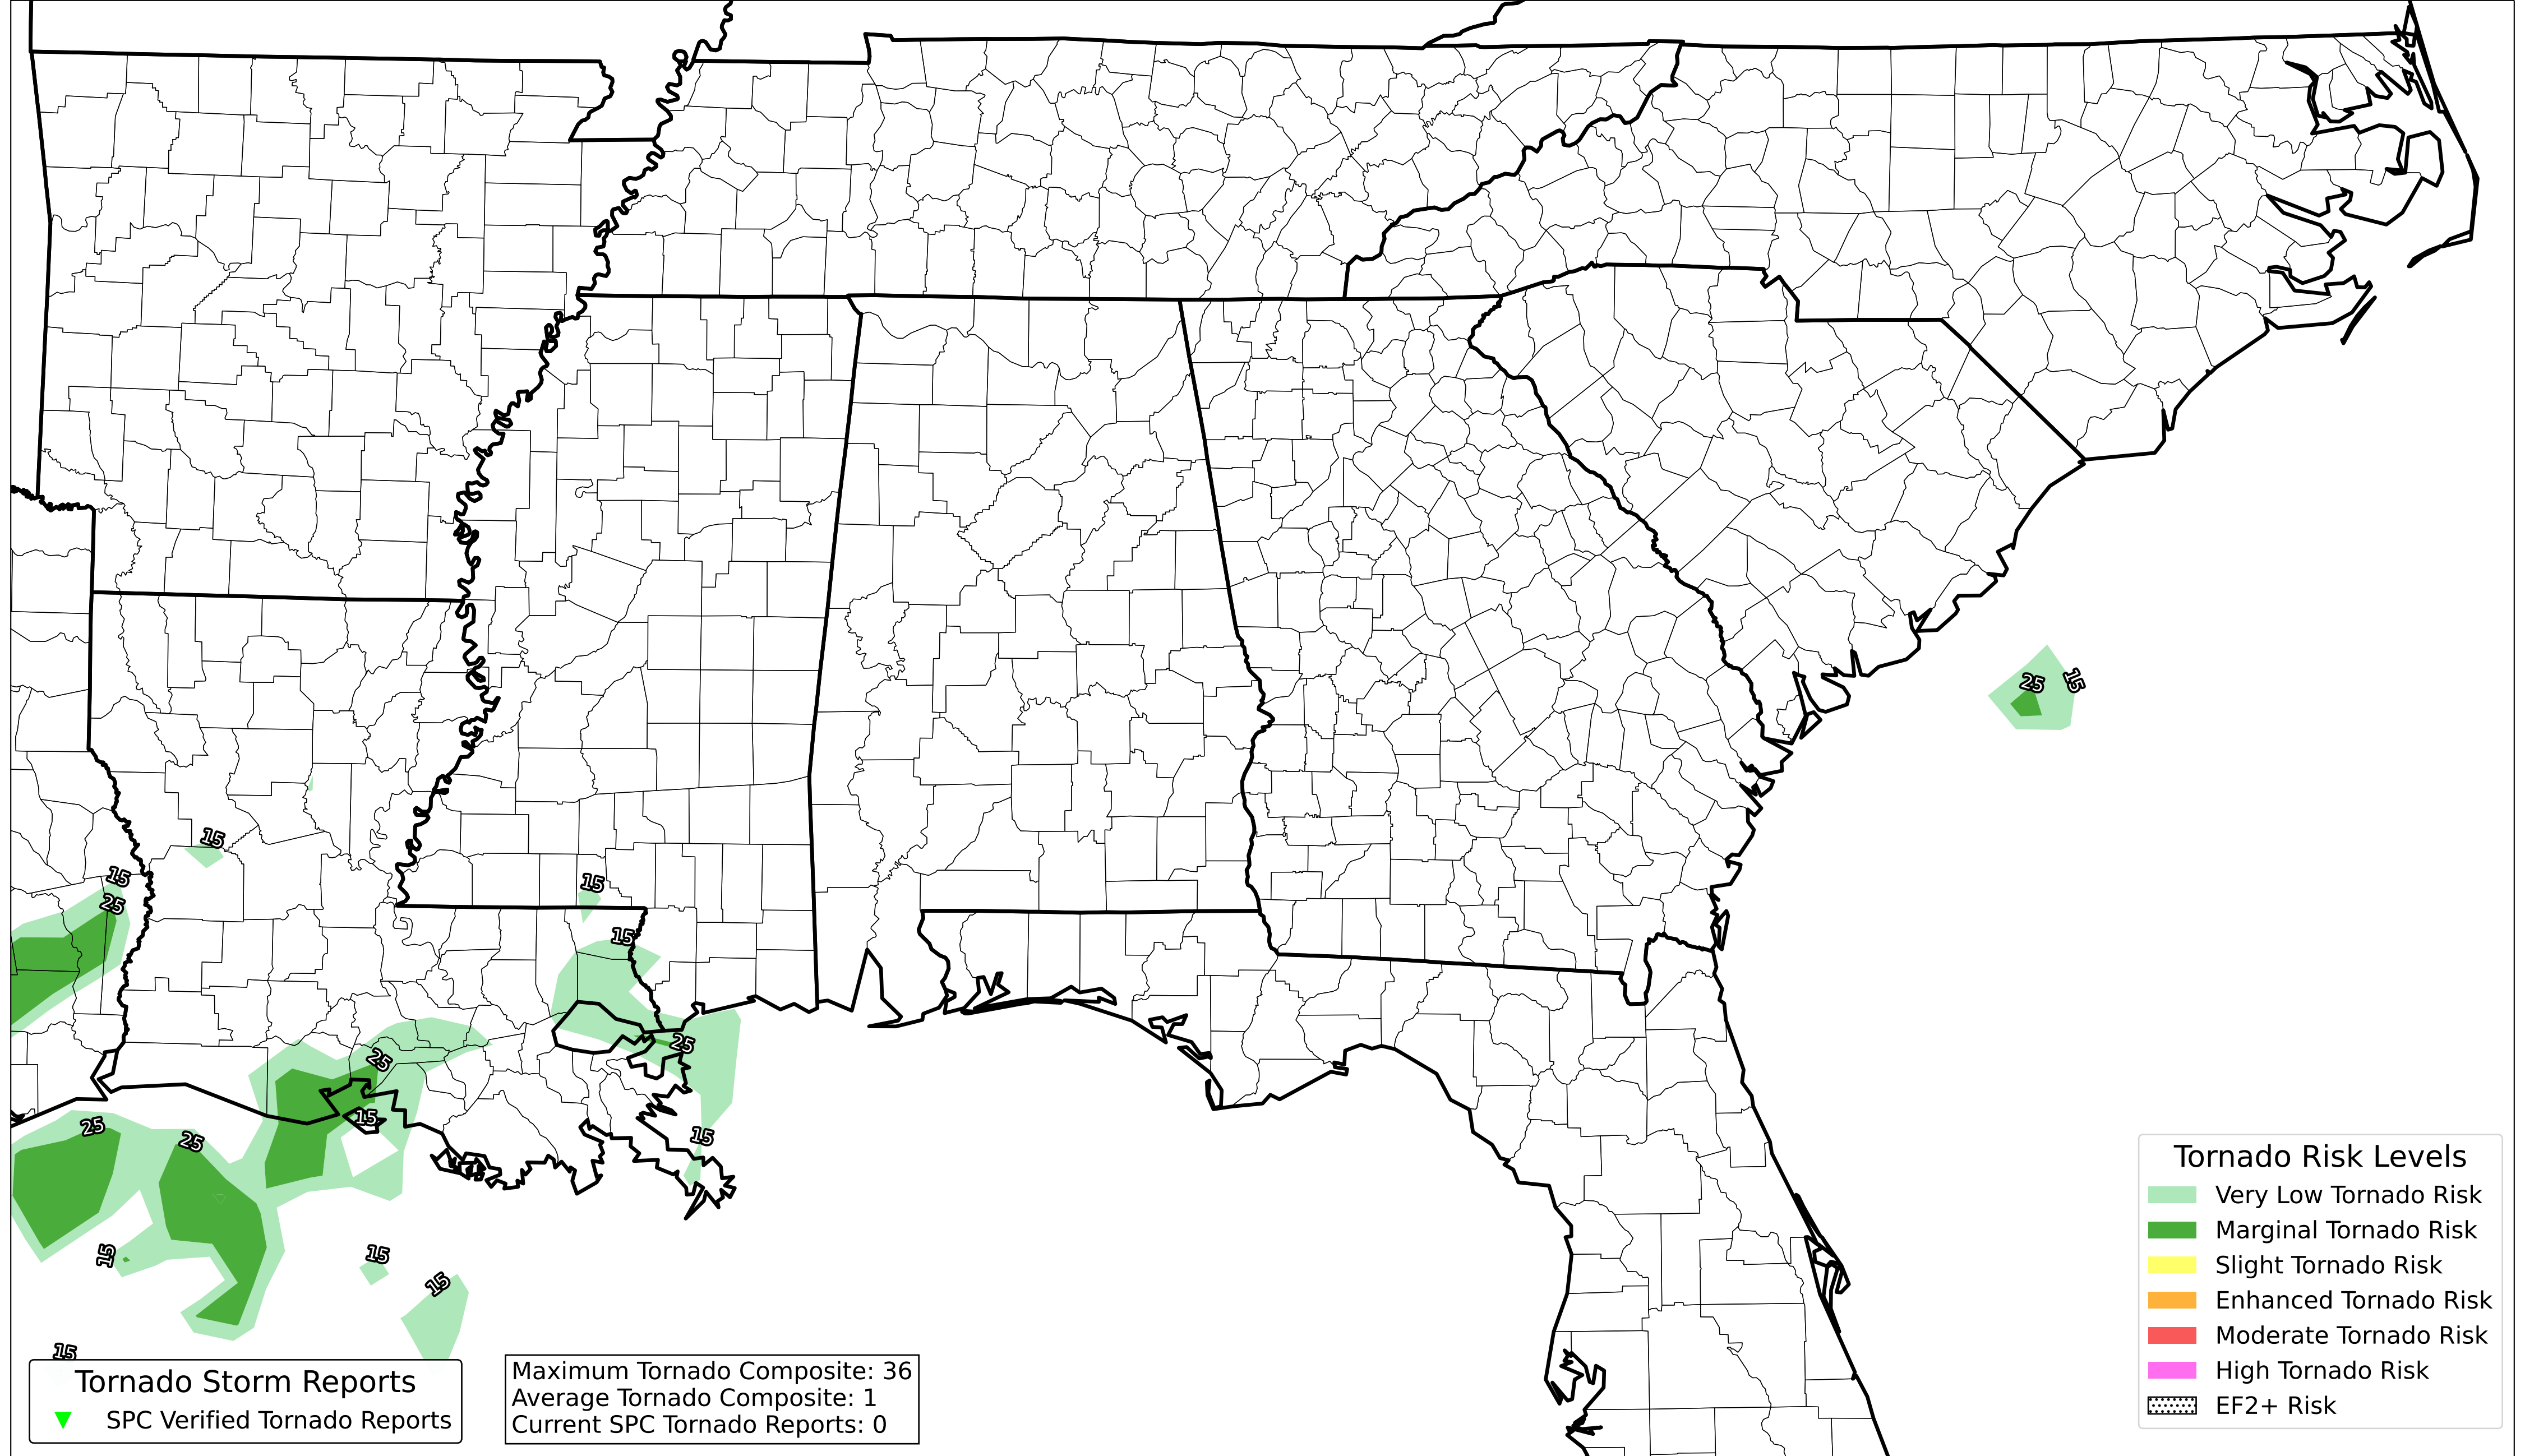 25
15
15
15
25
15
15
25
25
15
25
25
15
15
15
15
15
Tornado Storm Reports
SPC Verified Tornado Reports
Maximum Tornado Composite: 36
Average Tornado Composite: 1
Current SPC Tornado Reports: 0
Tornado Risk Levels
Very Low Tornado Risk
Marginal Tornado Risk
Slight Tornado Risk
Enhanced Tornado Risk
Moderate Tornado Risk
High Tornado Risk
EF2+ Risk